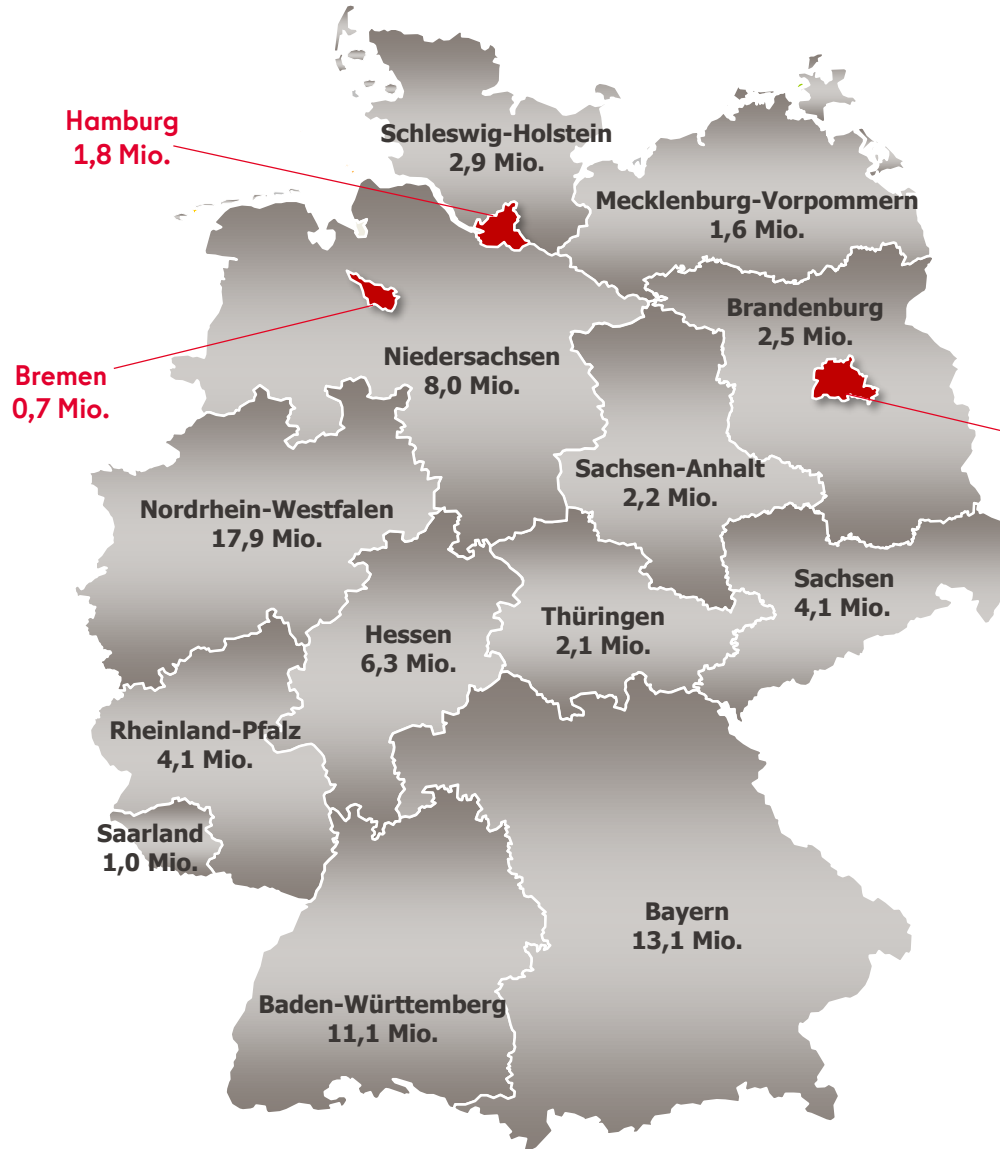 Hamburg
1,8 Mio.
Schleswig-Holstein
2,9 Mio.
Mecklenburg-Vorpommern
1,6 Mio.
Brandenburg
2,5 Mio.
Bremen
0,7 Mio.
Niedersachsen
8,0 Mio.
Sachsen-Anhalt
2,2 Mio.
Nordrhein-Westfalen
17,9 Mio.
Sachsen
4,1 Mio.
Thüringen
2,1 Mio.
Hessen
6,3 Mio.
Rheinland-Pfalz
4,1 Mio.
Saarland
1,0 Mio.
Bayern
13,1 Mio.
Baden-Württemberg
11,1 Mio.